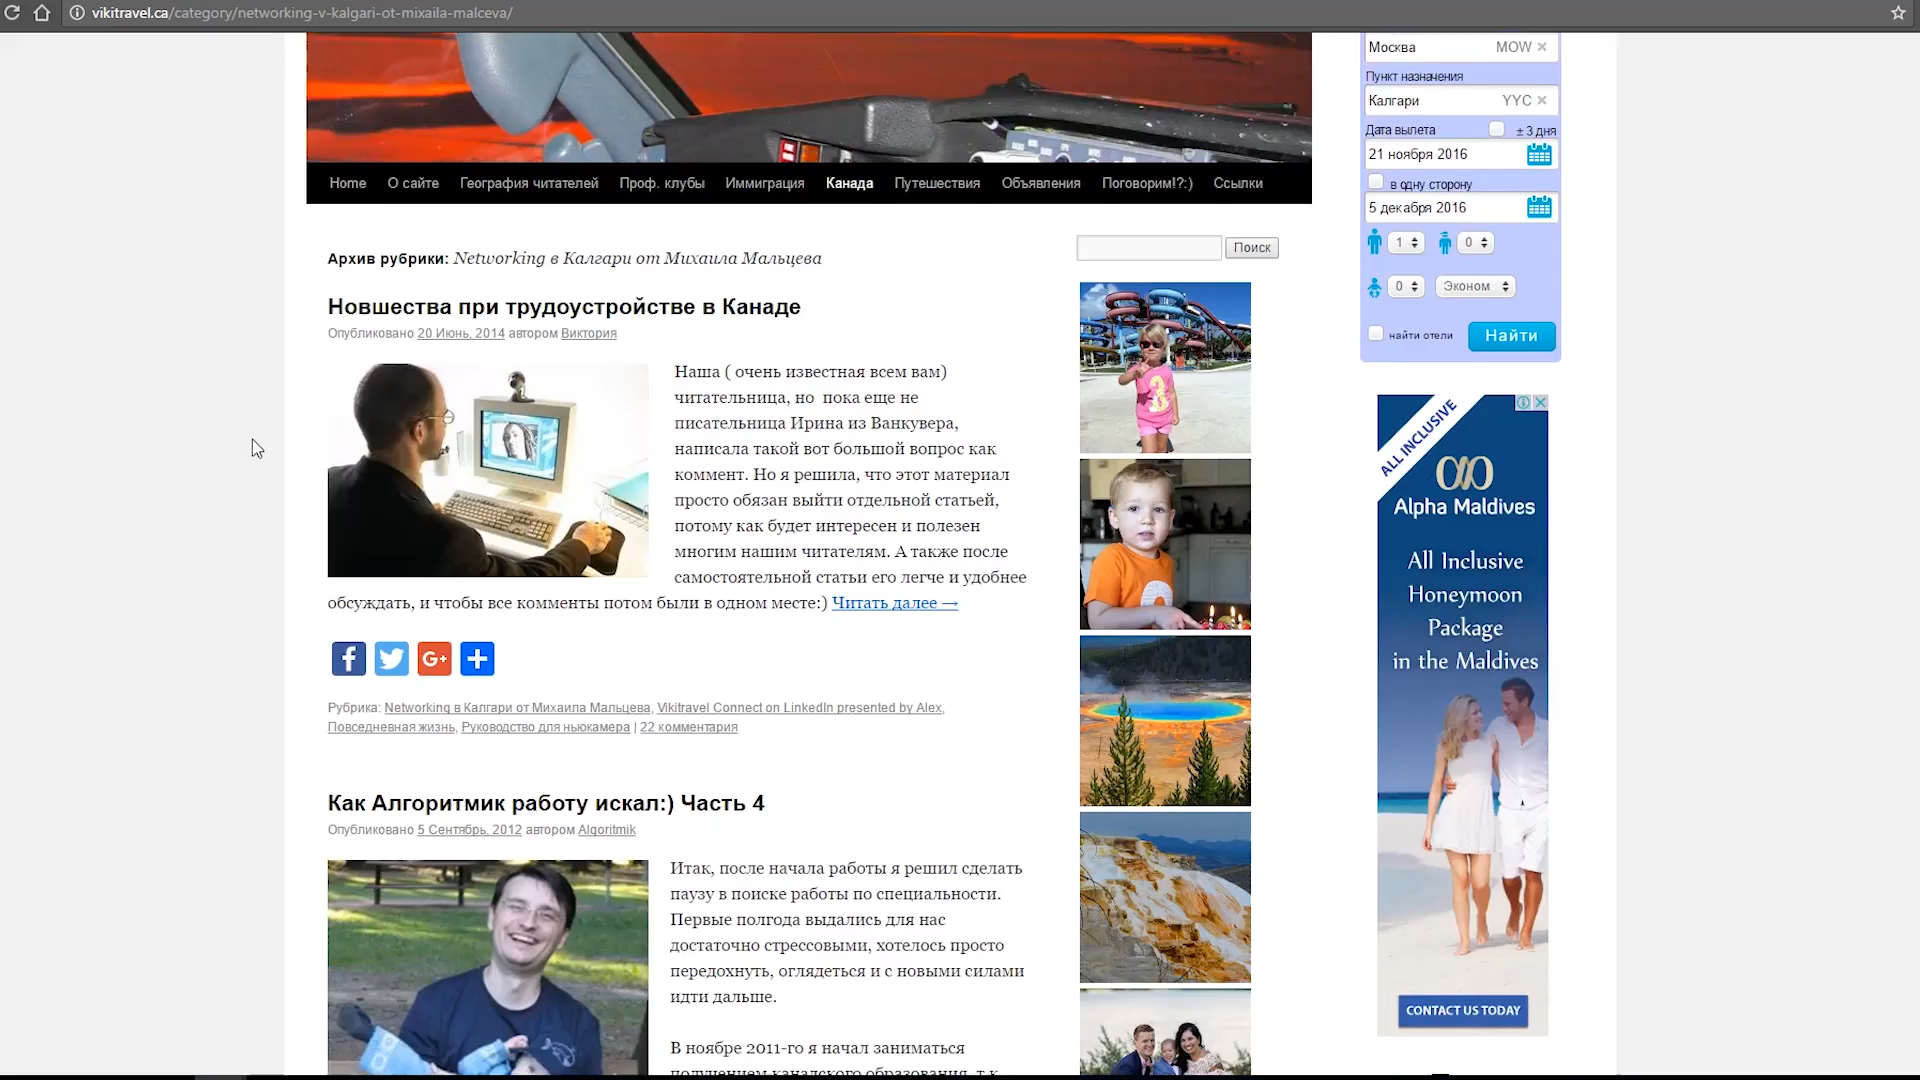 vikitravel.ca/category/networking-v-kalgari-ot-mixaila-malceva/
Home О сайте География читателей Проф. клубы Иммиграция Канада Путешествия Объявления Поговорим!?:) Ссылки
Архив рубрики: Networking в Калгари от Михаила Мальцева
Новшества при трудоустройстве в Канаде
Опубликовано 20 Июнь, 2014 автором Виктория
Наша ( очень известная всем вам)
читательница, но пока еще не
писательница Ирина из Ванкувера,
написала такой вот большой вопрос как
коммент. Но я решила, что этот материал
просто обязан выйти отдельной статьей,
потому как будет интересен и полезен
многим нашим читателям. А также после
самостоятельной статьи его легче и удобнее
обсуждать, и чтобы все комменты потом были в одном месте:) Читать далее →
Рубрика: Networking в Калгари от Михаила Мальцева, Vikitravel Connect on LinkedIn presented by Alex,
Повседневная жизнь, Руководство для ньюкамера | 22 комментария
Как Алгоритмик работу искал:) Часть 4
Опубликовано 5 Сентябрь, 2012 автором Algoritmik
Итак, после начала работы я решил сделать
паузу в поиске работы по специальности.
Первые полгода выдались для нас
достаточно стрессовыми, хотелось просто
передохнуть, оглядеться и с новыми силами
идти дальше.
В ноябре 2011-го я начал заниматься
получением канадского образования, т.к.
Поиск
Москва MOW
Пункт назначения
Калгари YYC
Дата вылета ± 3 дня
21 ноября 2016
в одну сторону
5 декабря 2016
1 0
0 Эконом
найти отели Найти
ALL INCLUSIVE
Alpha Maldives
All Inclusive
Honeymoon
Package
in the Maldives
CONTACT US TODAY